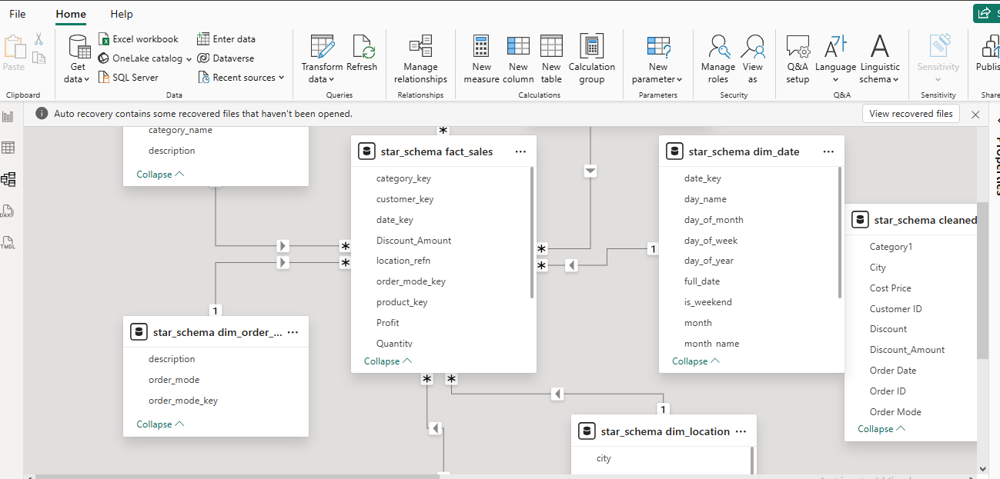 File Home Help
Paste
Clipboard
Get data
Excel workbook
OneLake catalog
SQL Server
Enter data
Dataverse
Recent sources
Data
Transform data
Refresh
Queries
Manage relationships
Relationships
New measure
New column
New table
Calculation group
Calculations
New parameter
Parameters
Manage roles
View as
Security
Q&A setup
Language
Linguistic schema
Q&A
Sensitivity
Sensitivity
Publis
Share
Auto recovery contains some recovered files that haven't been opened.
View recovered files
DAX
TMDL
Properties
category_name
description
Collapse
*
star_schema fact_sales ...
category_key
customer_key
date_key
Discount_Amount
location_refn
order_mode_key
product_key
Profit
Quantity
Collapse
*
*
*
*
1
star_schema dim_date ...
date_key
day_name
day_of_month
day_of_week
day_of_year
full_date
is_weekend
month
month_name
Collapse
star_schema cleaned
Category1
City
Cost Price
Customer ID
Discount
Discount_Amount
Order Date
Order ID
Order Mode
Collapse
1
star_schema dim_order_... ...
description
order_mode
order_mode_key
Collapse
*
*
1
star_schema dim_location ...
city